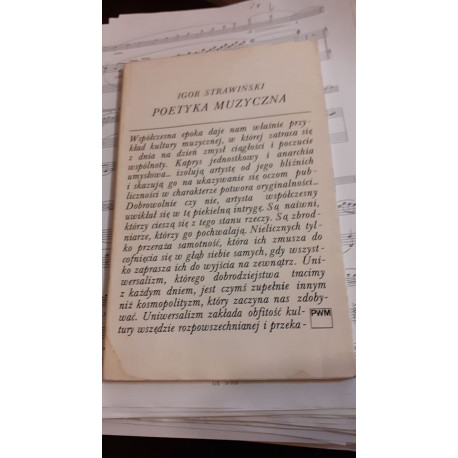 IGOR STRAWIŃSKI
POETYKA MUZYCZNA
Współczesna epoka daje nam właśnie przy-
kład kultury muzycznej, w której zatraca się
z dnia na dzień zmysł ciągłości i poczucie
wspólnoty. Kaprys jednostkowy i anarchia
umysłowa... izolują artystę od jego bliźnich
i skazują go na ukazywanie się oczom pub-
liczności w charakterze potwora oryginalności...
Dobrowolnie czy nie, artysta współczesny
uwikłał się w tę piekielną intrygę. Są naiwni,
którzy cieszą się z tego stanu rzeczy. Są zbrod-
niarze, którzy go pochwalają. Nielicznych tyl-
ko przeraża samotność, która ich zmusza do
cofnięcia się w głąb siebie samych, gdy wszyst-
ko zaprasza ich do wyjścia na zewnątrz. Uni-
wersalizm, którego dobrodziejstwa tracimy
z każdym dniem, jest czymś zupełnie innym
niż kosmopolityzm, który zaczyna nas zdoby-
wać. Uniwersalizm zakłada obfitość kul-
tury wszędzie rozpowszechnianej i przeka-
PWM